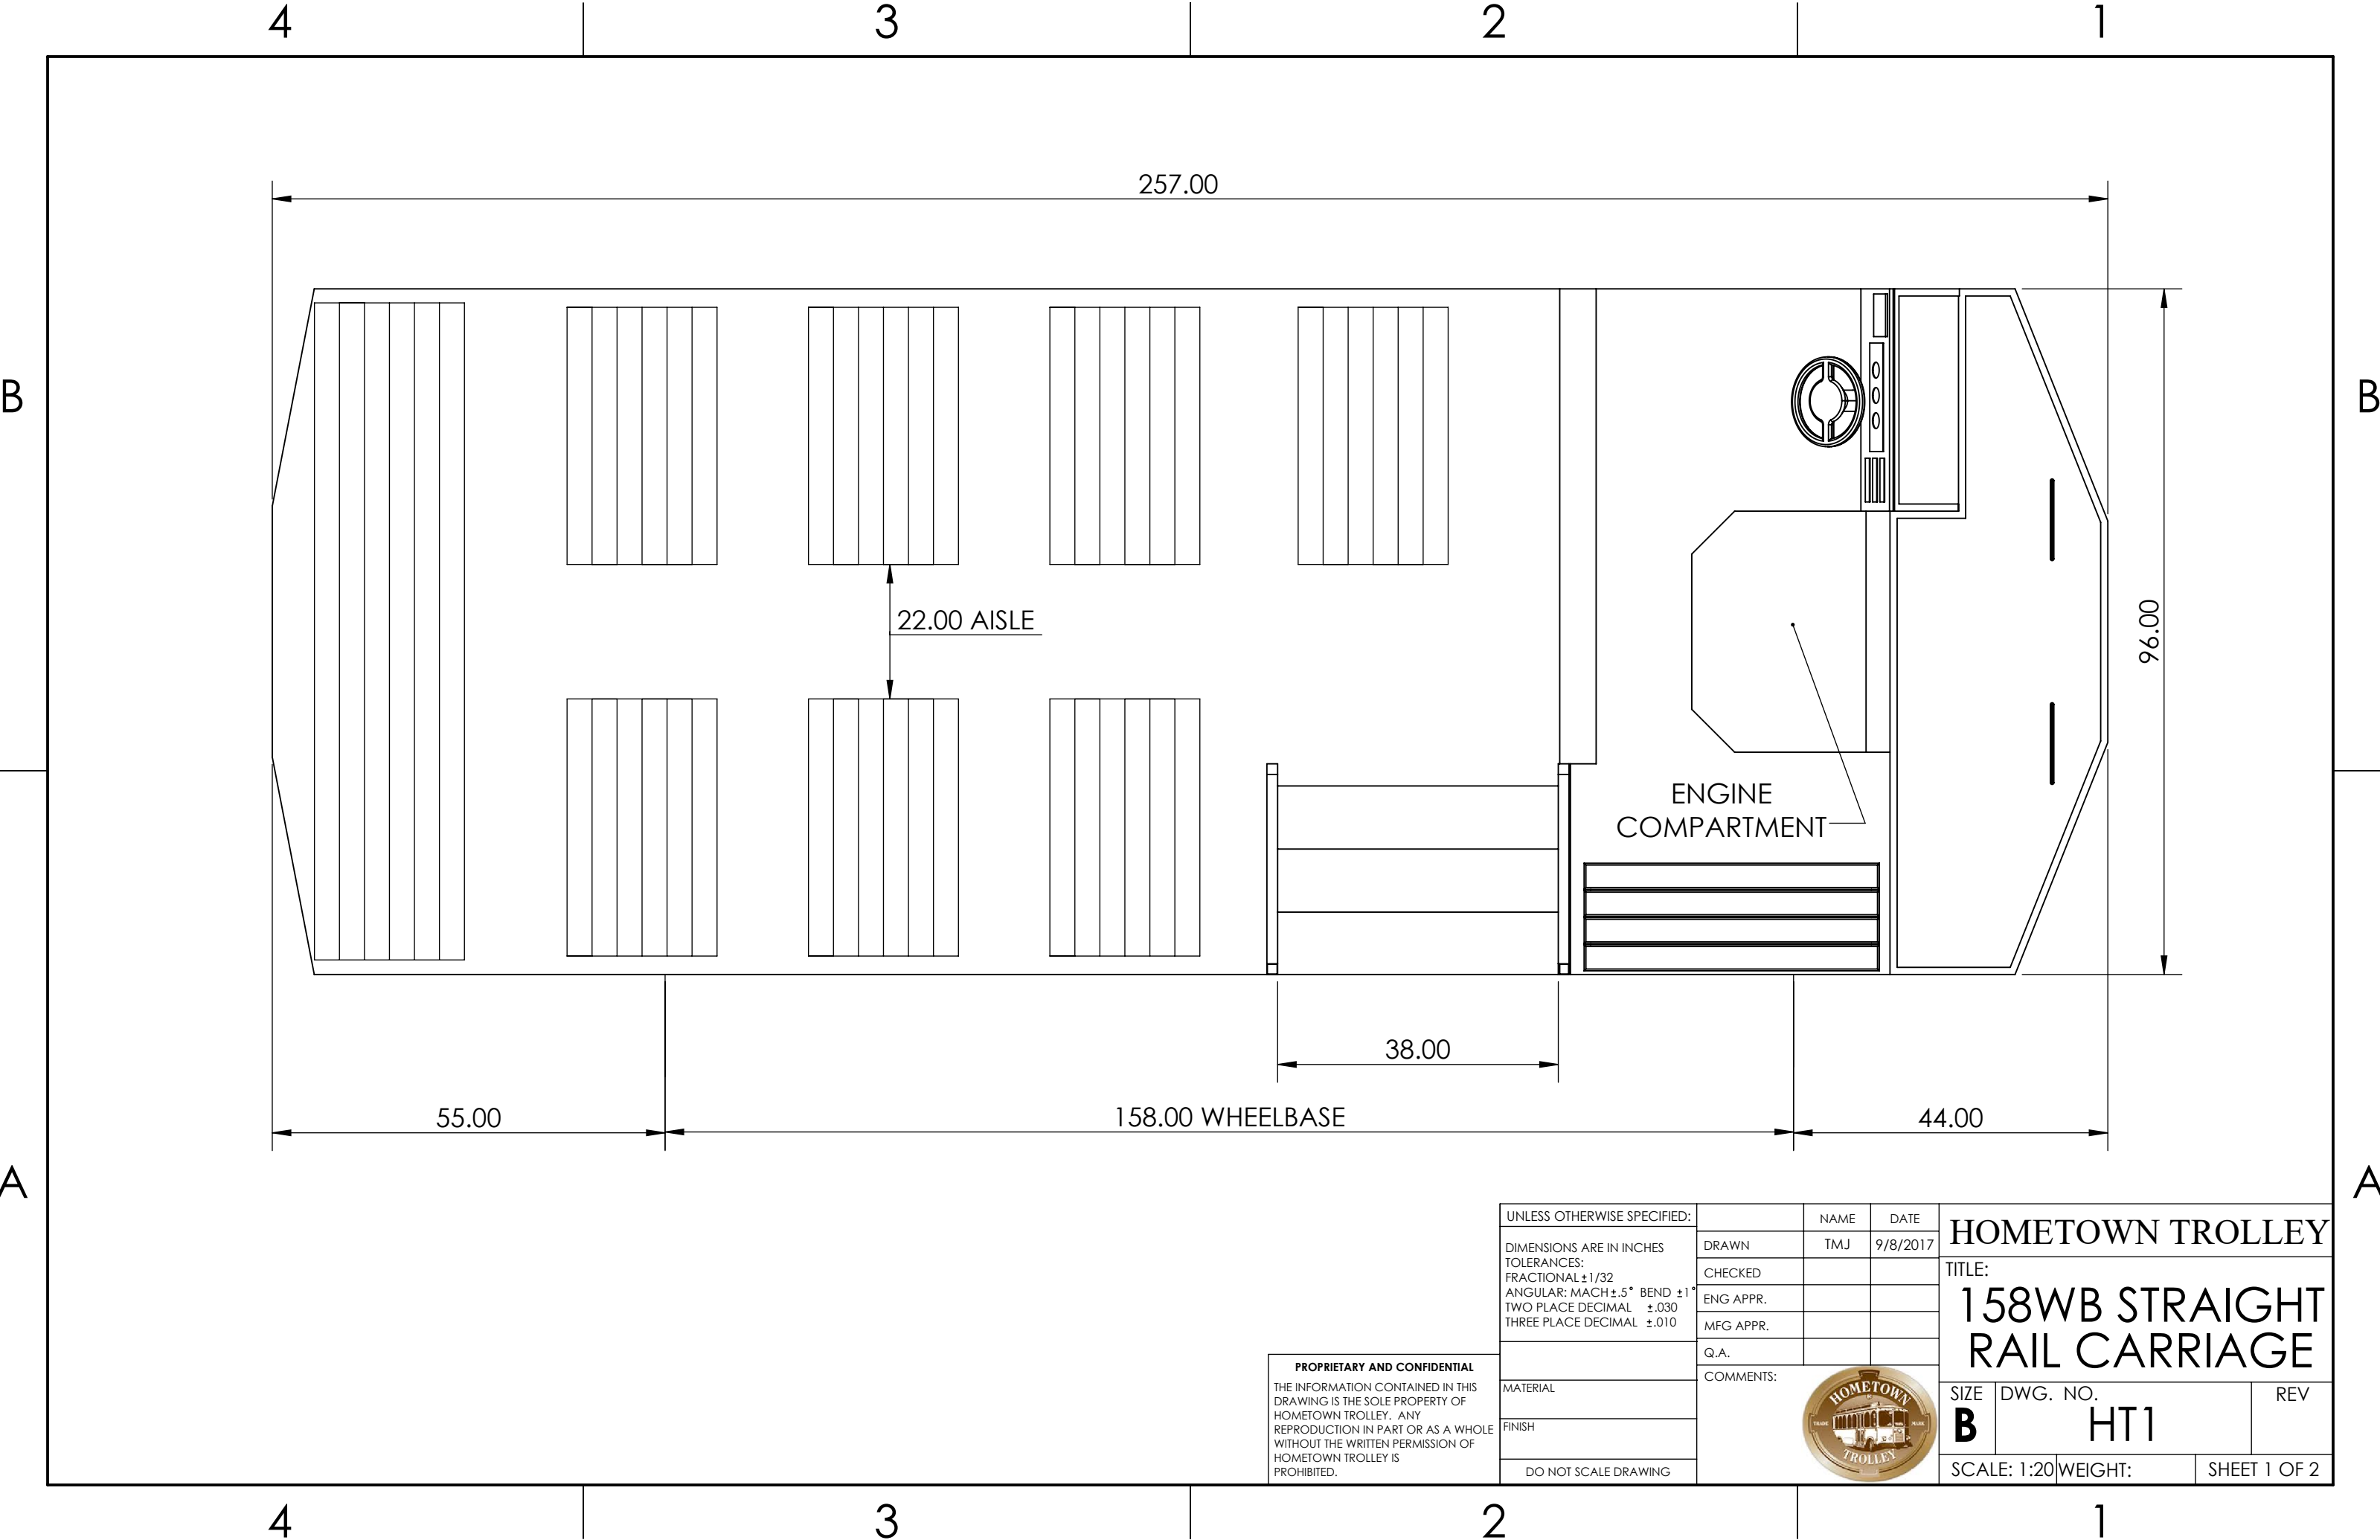 4 3 2 1
257.00
B B
22.00 AISLE
96.00
ENGINE
COMPARTMENT
38.00
55.00 158.00 WHEELBASE 44.00
A A
UNLESS OTHERWISE SPECIFIED:
DIMENSIONS ARE IN INCHES
TOLERANCES:
FRACTIONAL ±1/32
ANGULAR: MACH ±.5° BEND ±1°
TWO PLACE DECIMAL ±.030
THREE PLACE DECIMAL ±.010
MATERIAL
FINISH
DO NOT SCALE DRAWING
NAME DATE
DRAWN TMJ 9/8/2017
CHECKED
ENG APPR.
MFG APPR.
Q.A.
COMMENTS:
HOMETOWN
TRADE MARK
TROLLEY
HOMETOWN TROLLEY
TITLE:
158WB STRAIGHT
RAIL CARRIAGE
SIZE DWG. NO. REV
B HT1
SCALE: 1:20 WEIGHT: SHEET 1 OF 2
PROPRIETARY AND CONFIDENTIAL
THE INFORMATION CONTAINED IN THIS
DRAWING IS THE SOLE PROPERTY OF
HOMETOWN TROLLEY. ANY
REPRODUCTION IN PART OR AS A WHOLE
WITHOUT THE WRITTEN PERMISSION OF
HOMETOWN TROLLEY IS
PROHIBITED.
4 3 2 1